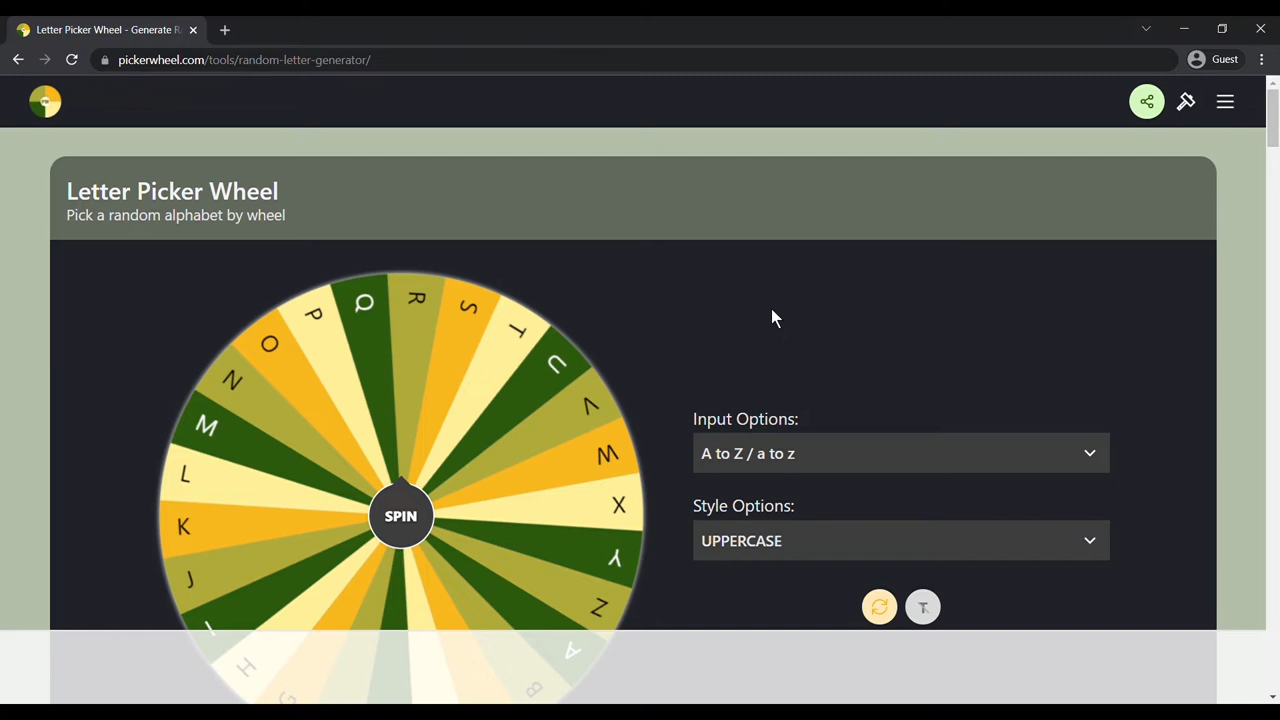 Letter Picker Wheel - Generate R
pickerwheel.com/tools/random-letter-generator/
Guest
Letter Picker Wheel
Pick a random alphabet by wheel
Q
R
S
P
T
O
U
N
V
M
W
L
X
K
SPIN
Y
J
Z
I
A
H
B
G
Input Options:
A to Z / a to z
Style Options:
UPPERCASE
T